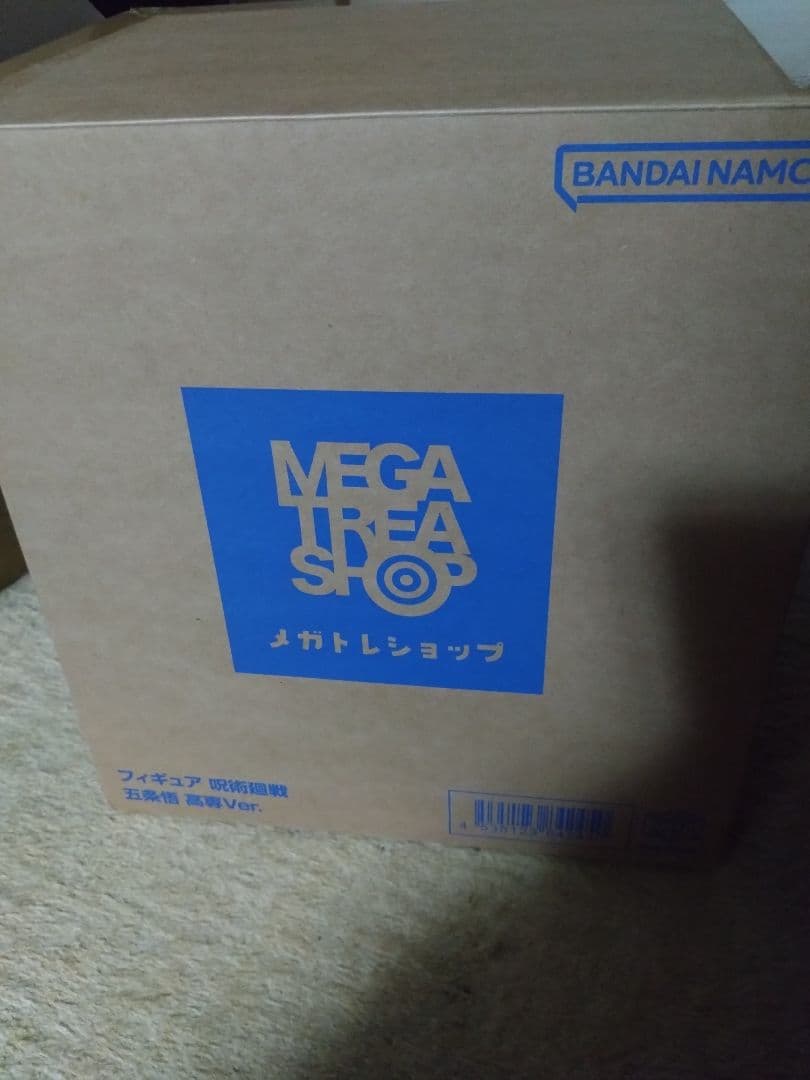 BANDAI NAMC
MEGA
TREA
SHOP
メガトレショップ
フィギュア 呪術廻戦
五条悟 高専Ver.